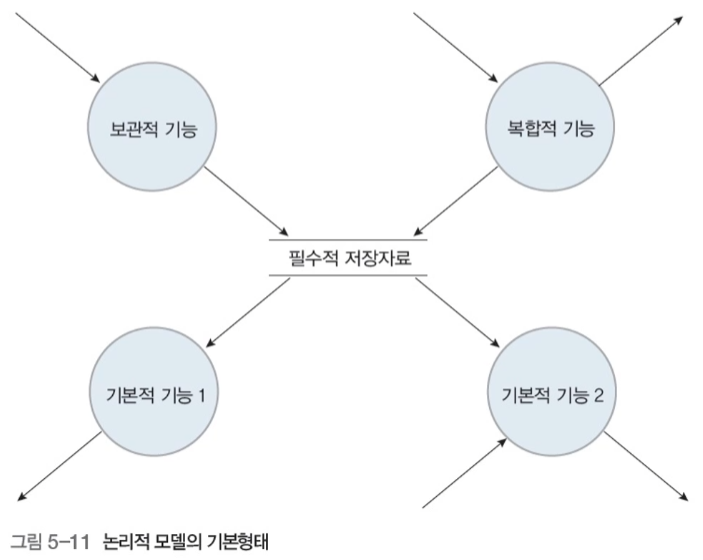 보관적 기능
복합적 기능
필수적 저장자료
기본적 기능 1
기본적 기능 2
그림 5-11 논리적 모델의 기본형태